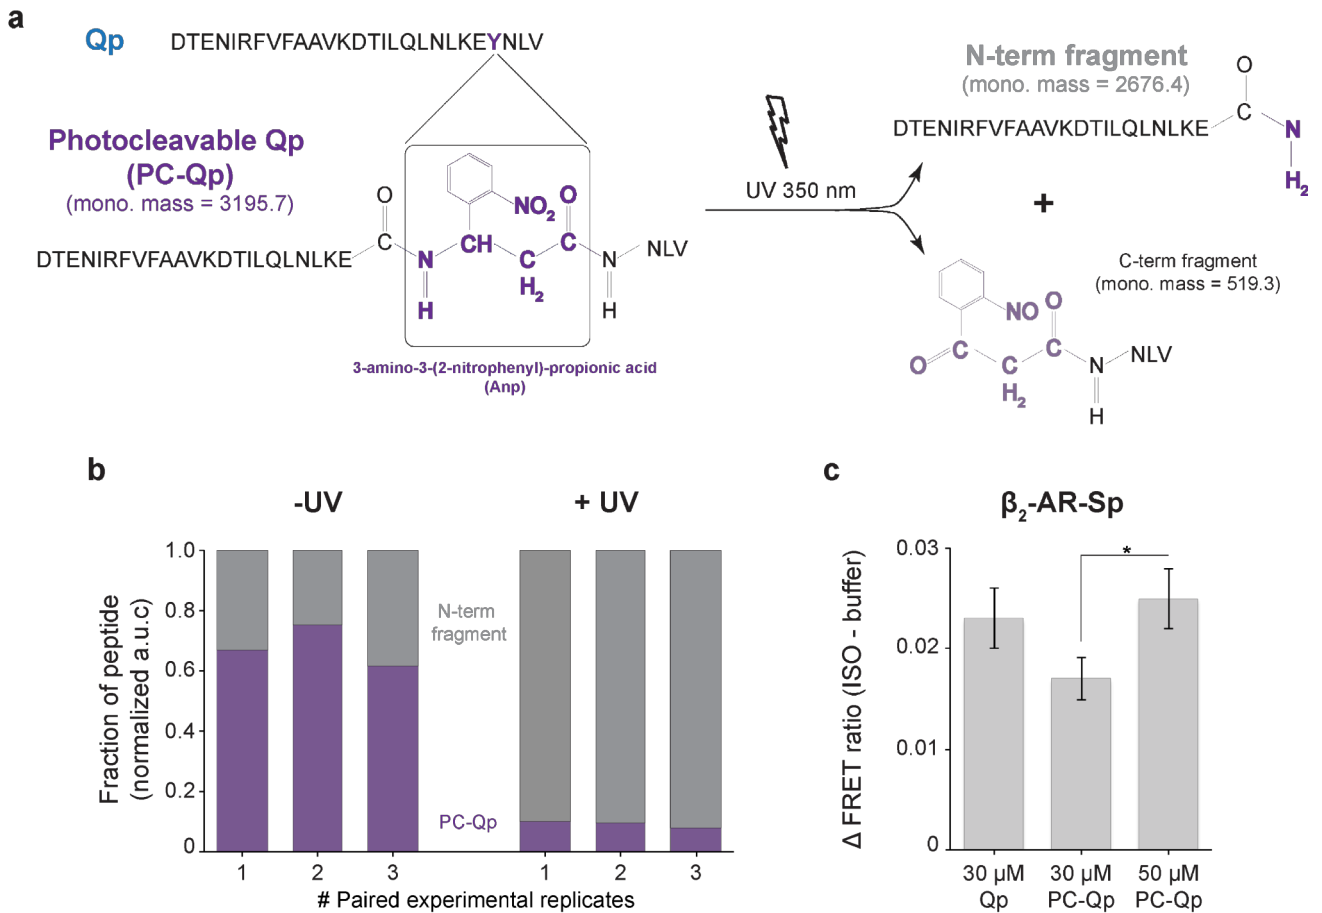 a
Qp DTENIRFVFAAVKDTILQLNLKEYNLV
Photocleavable Qp
(PC-Qp)
(mono. mass = 3195.7)
DTENIRFVFAAVKDTILQLNLKE
O
C
N
H
CH
NO2
C
H2
O
C
N
H
NLV
3-amino-3-(2-nitrophenyl)-propionic acid
(Anp)
UV 350 nm
N-term fragment
(mono. mass = 2676.4)
DTENIRFVFAAVKDTILQLNLKE
O
C
N
H2
+
C-term fragment
(mono. mass = 519.3)
NO
O
O
C
C
H2
C
N
H
NLV
b
-UV
+ UV
Fraction of peptide
(normalized a.u.c)
1.0
0.8
0.6
0.4
0.2
0
N-term
fragment
PC-Qp
1 2 3 1 2 3
# Paired experimental replicates
c
β2-AR-Sp
Δ FRET ratio (ISO - buffer)
0.03
0.02
0.01
0
*
30 µM
Qp
30 µM
PC-Qp
50 µM
PC-Qp